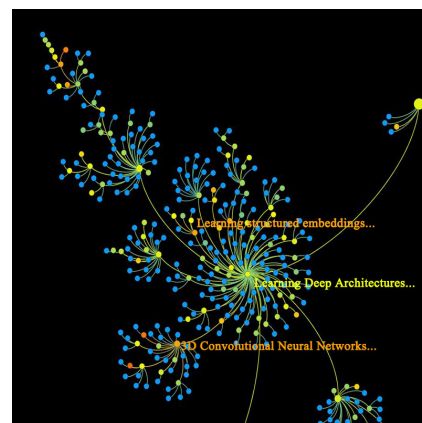 Learning structured embeddings...
Learning Deep Architectures...
3D Convolutional Neural Networks...